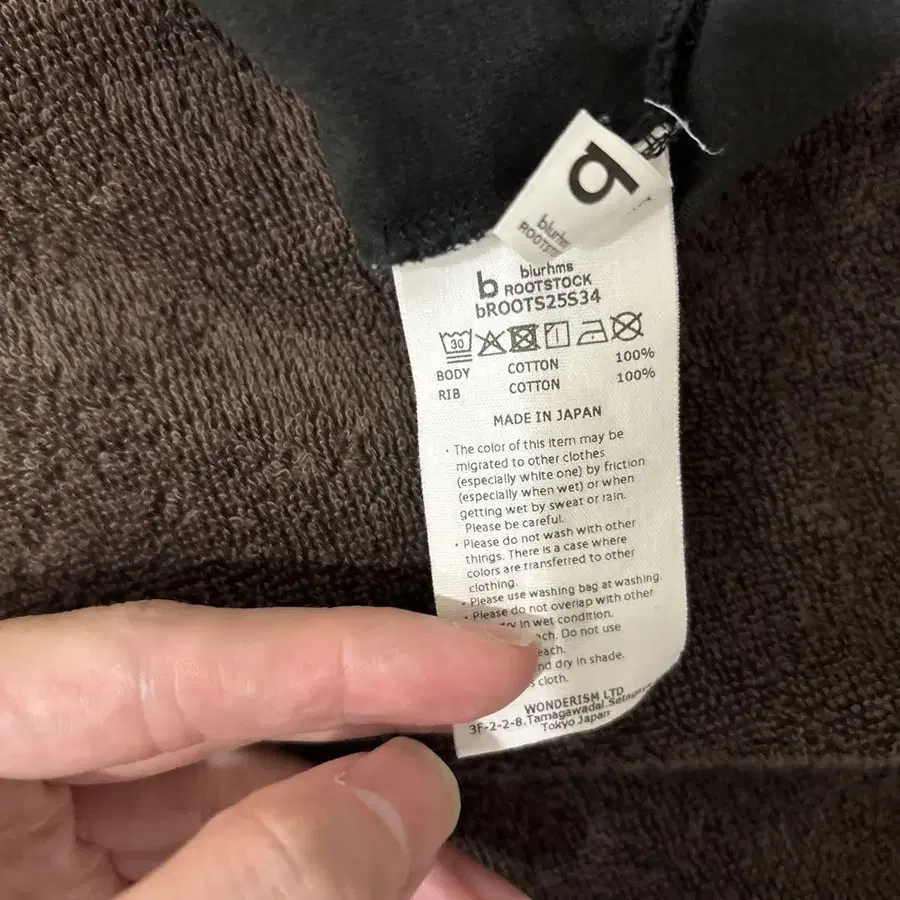 b
blurhms
ROOTSTOCK
bROOTS25S34
30
BODY COTTON 100%
RIB COTTON 100%
MADE IN JAPAN
· The color of this item may be
migrated to other clothes
(especially white one) by friction
(especially when wet) or when
getting wet by sweat or rain.
Please be careful.
· Please do not wash with other
things. There is a case where
colors are transferred to other
clothing.
· Please use washing bag at washing.
· Please do not overlap with other
in wet condition.
Do not use
nd dry in shade.
cloth.
WONDERISM LTD
3F-2-2-8.Tamagawadai.
Tokyo Japan